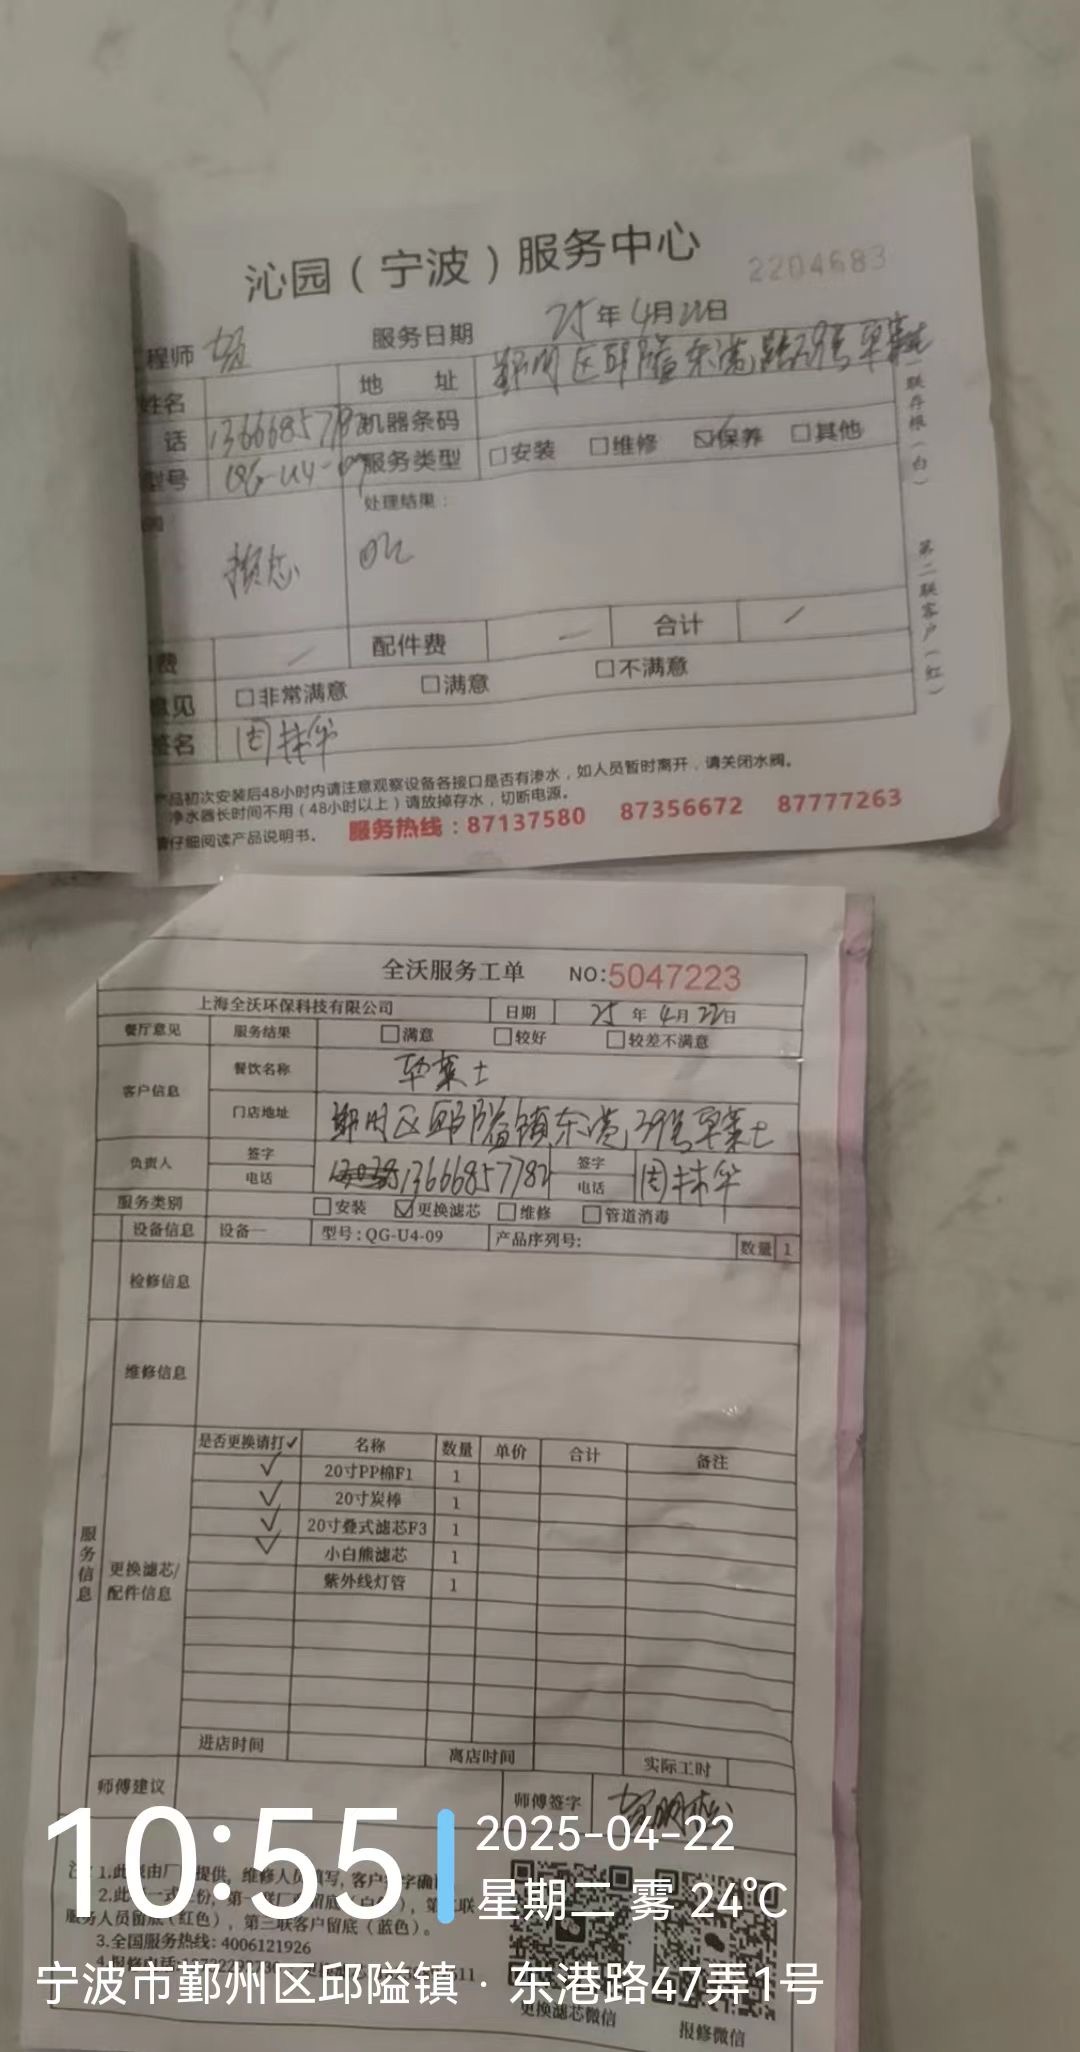 沁园（宁波）服务中心
2204683
程师 服务日期 25年4月22日
姓名 地 址 鄞州区邱隘东港路39号
话 机器条码
型号 QG-U4-09 服务类型 □安装 □维修 ☑保养 □其他
处理结果：
换芯 OK
费 配件费 合计
意见 □非常满意 □满意 □不满意
签名
联存根（白） 第二联客户（红）
产品初次安装后48小时内请注意观察设备各接口是否有渗水，如人员暂时离开，请关闭水阀。
净水器长时间不用（48小时以上）请放掉存水，切断电源。
请仔细阅读产品说明书。 服务热线：87137580 87356672 87777263
全沃服务工单 NO:5047223
上海全沃环保科技有限公司 日期 25年4月22日
餐厅意见 服务结果 □满意 □较好 □较差不满意
客户信息 餐饮名称
门店地址 鄞州区邱隘镇东港39号
负责人 签字 签字
电话 13666857782 电话
服务类别 □安装 ☑更换滤芯 □维修 □管道消毒
设备信息 设备一 型号：QG-U4-09 产品序列号： 数量 1
检修信息
维修信息
服务信息
更换滤芯/
配件信息
是否更换请打✓ 名称 数量 单价 合计 备注
✓ 20寸PP棉F1 1
✓ 20寸炭棒 1
✓ 20寸叠式滤芯F3 1
✓ 小白熊滤芯 1
紫外线灯管 1
进店时间 离店时间 实际工时
师傅建议 师傅签字
10:55
2025-04-22
星期二 雾 24℃
服务人员留底（红色），第三联客户留底（蓝色）。
3.全国服务热线: 4006121926
宁波市鄞州区邱隘镇·东港路47弄1号
更换滤芯微信 报修微信